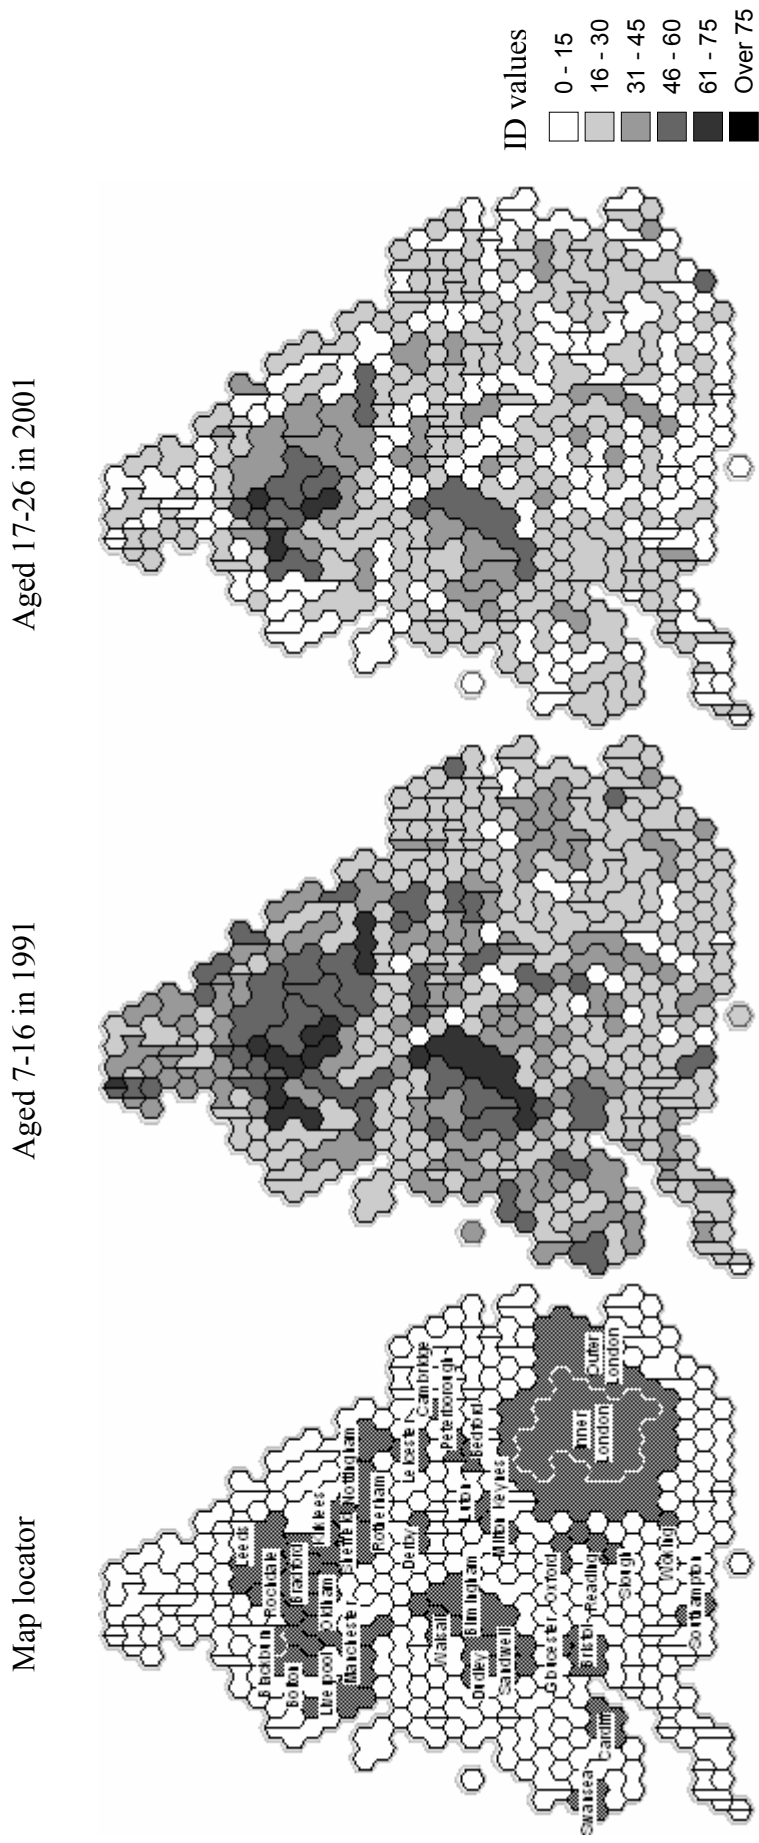 Map locator
Aged 7-16 in 1991
Aged 17-26 in 2001
Leeds
Blackburn
Rochdale
Bradford
Bolton
Kirklees
Liverpool
Oldham
Sheffield
Manchester
Nottingham
Rotherham
Leicester
Cambridge
Derby
Peterborough
Walsall
Birmingham
Luton
Bedford
Dudley
Milton Keynes
Sandwell
Gloucester
Oxford
Inner
London
Outer
London
Bristol
Reading
Slough
Swansea
Cardiff
Woking
Southampton
ID values
0 - 15
16 - 30
31 - 45
46 - 60
61 - 75
Over 75